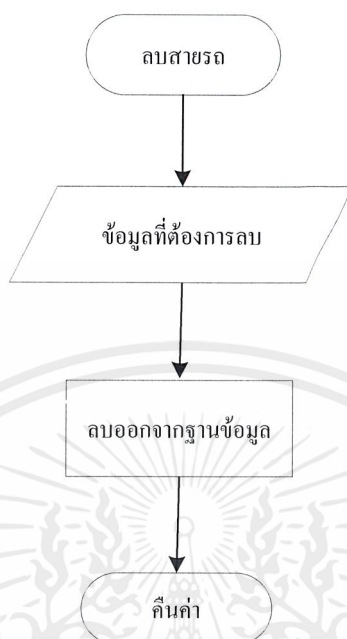 ลบสายรถ
ข้อมูลที่ต้องการลบ
ลบออกจากฐานข้อมูล
คืนค่า